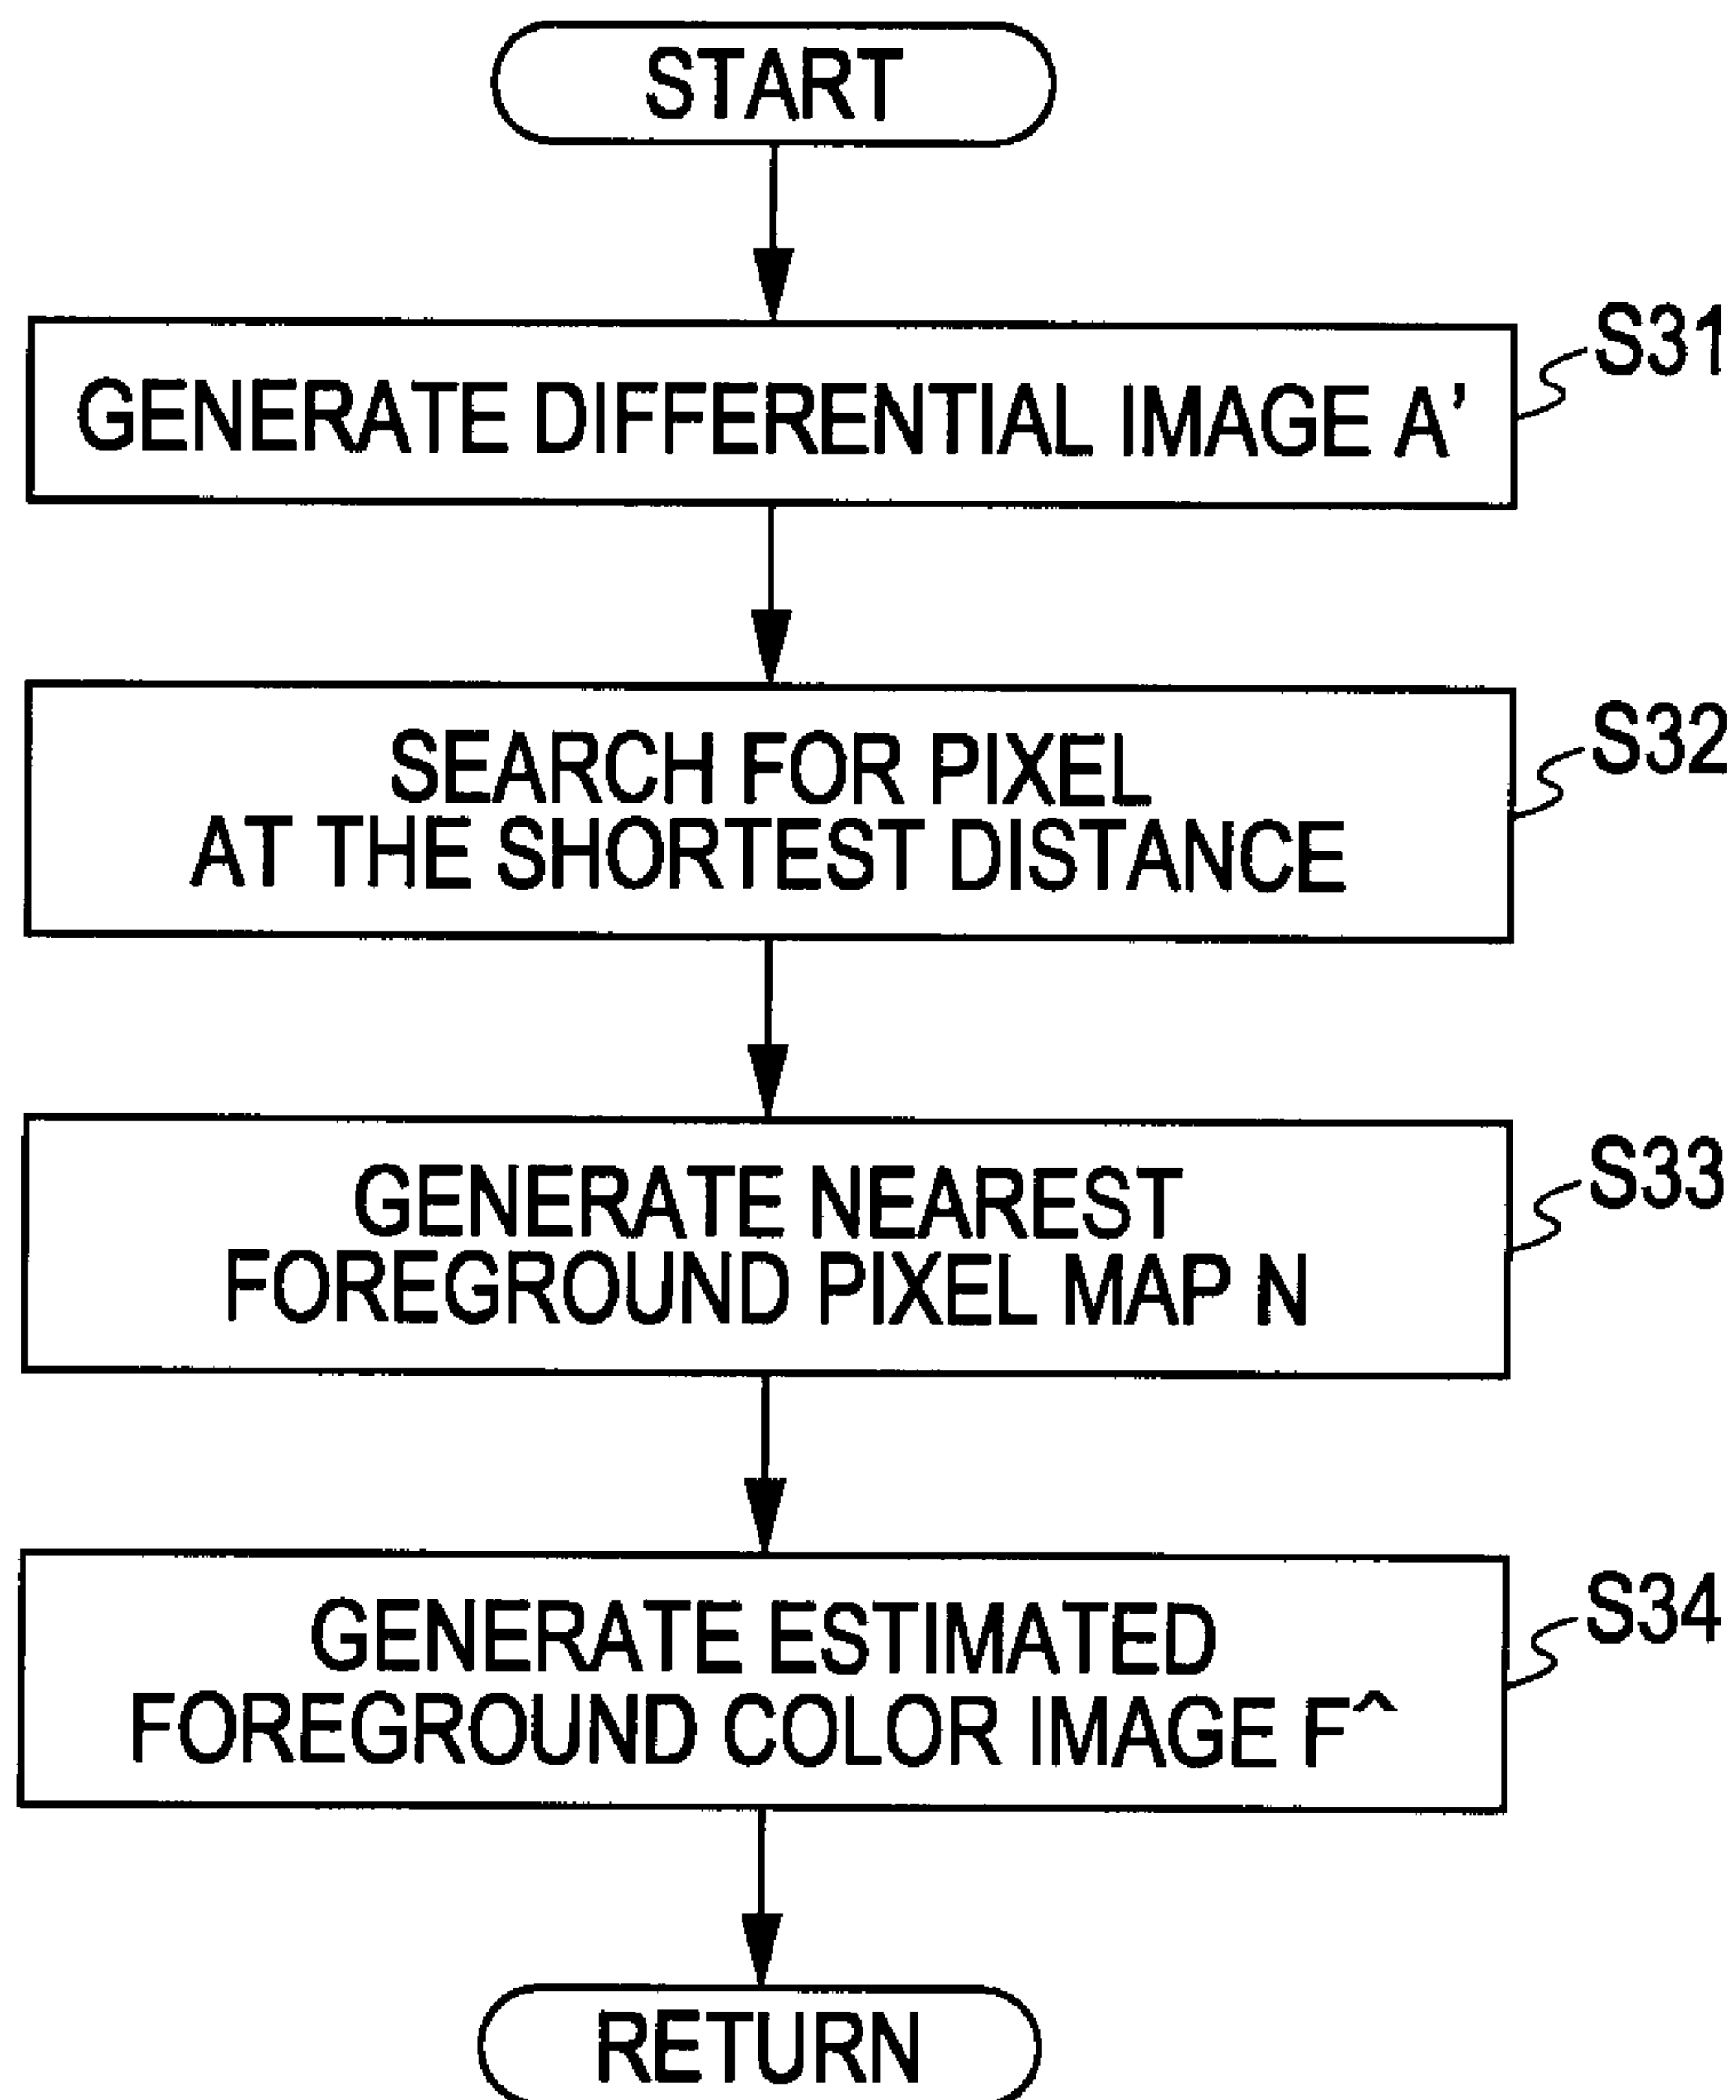 START
GENERATE DIFFERENTIAL IMAGE A'
S31
SEARCH FOR PIXEL
AT THE SHORTEST DISTANCE
S32
GENERATE NEAREST
FOREGROUND PIXEL MAP N
S33
GENERATE ESTIMATED
FOREGROUND COLOR IMAGE F^
S34
RETURN